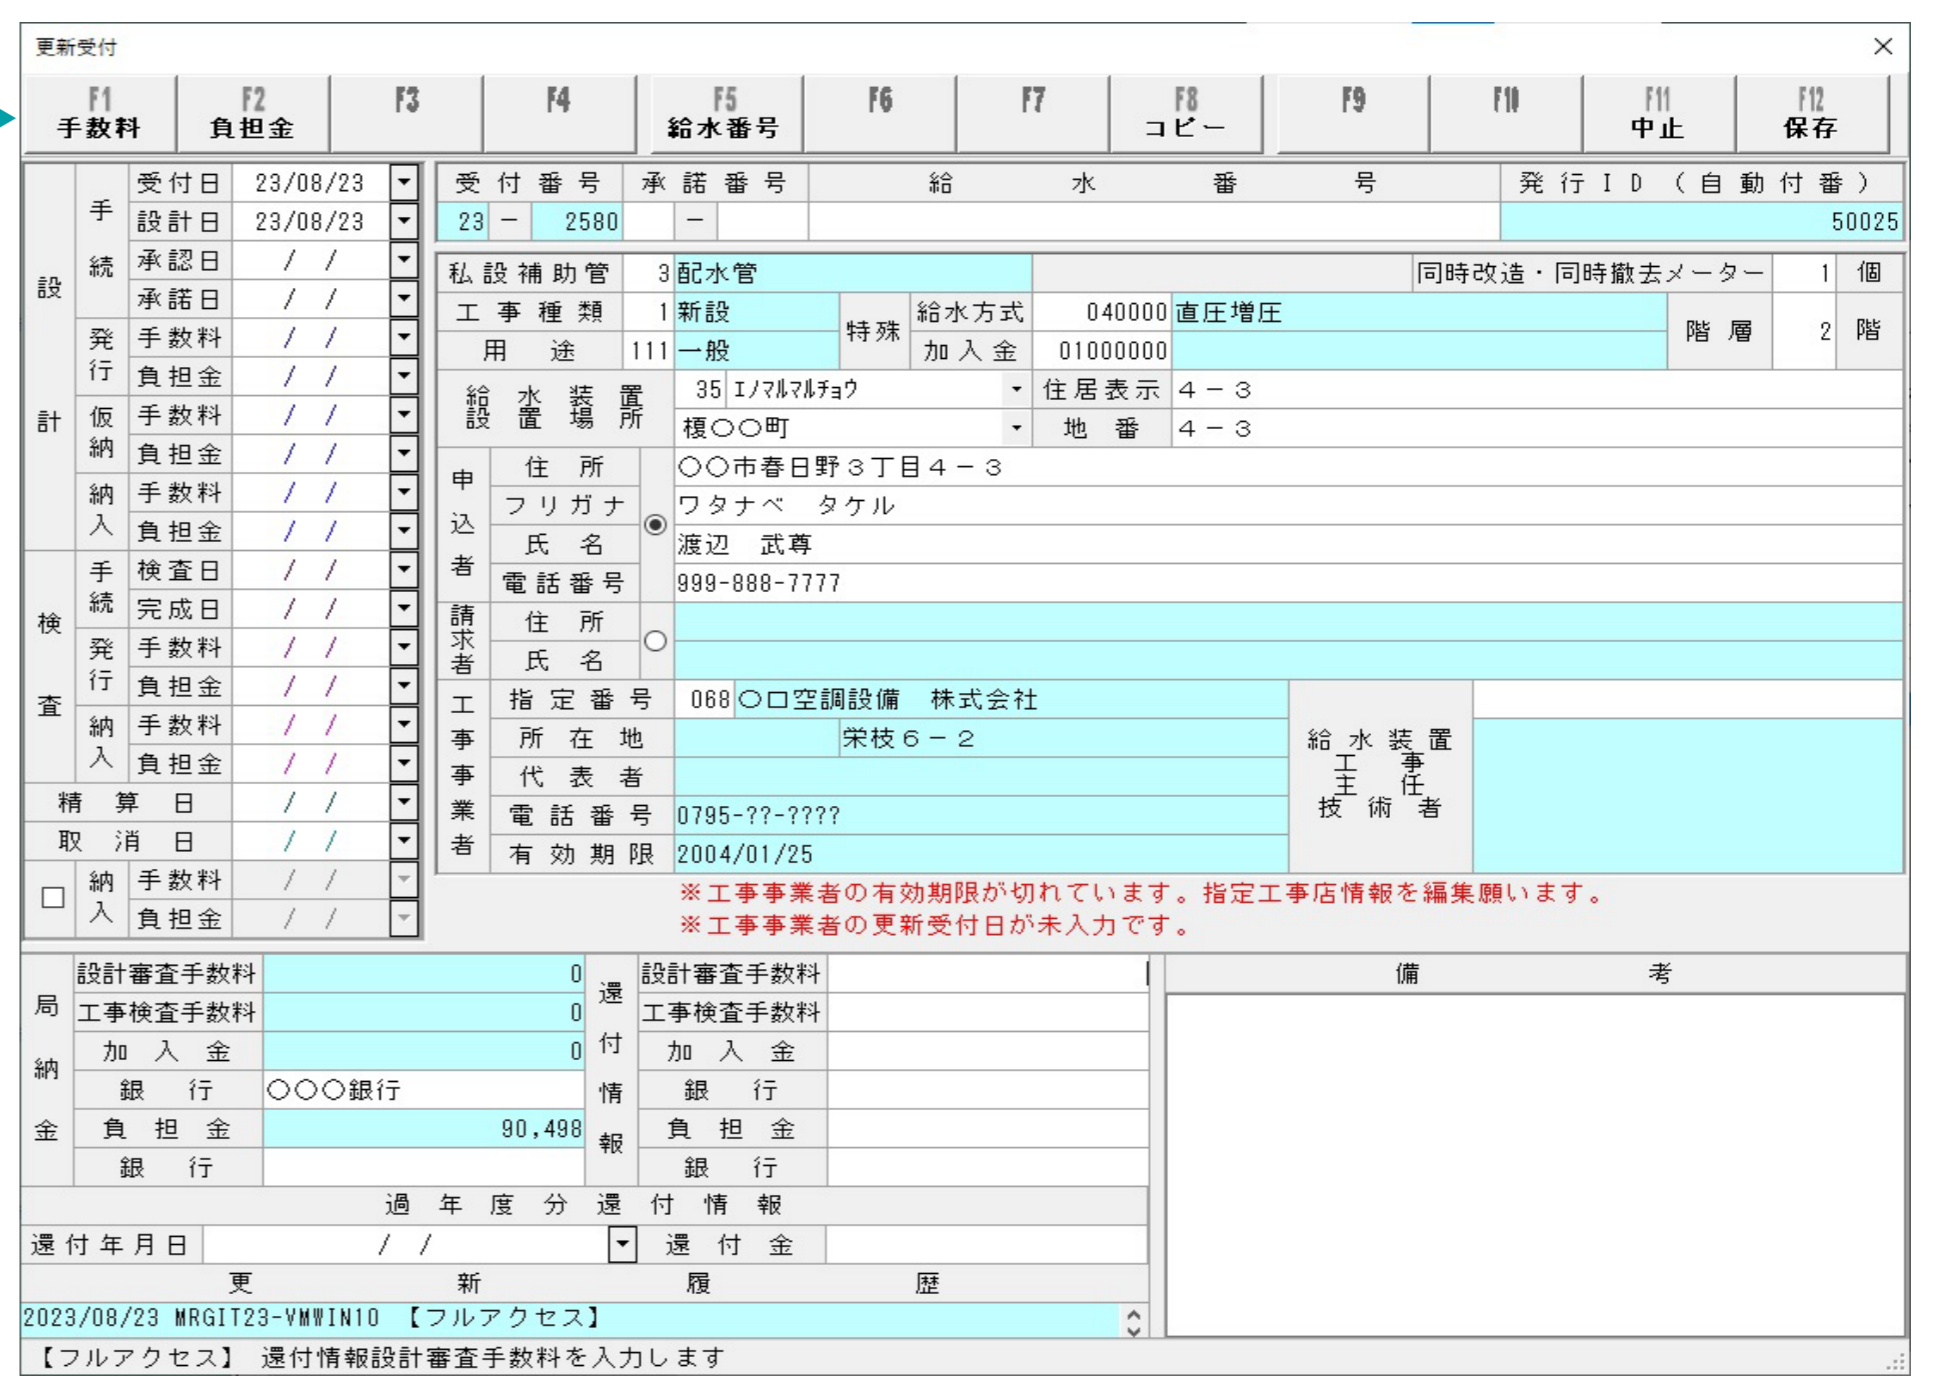 更新受付
F1 手数料 F2 負担金 F3 F4 F5 給水番号 F6 F7 F8 コピー F9 F10 F11 中止 F12 保存
設計
手続
受付日 23/08/23
設計日 23/08/23
承認日 / /
承諾日 / /
発行
手数料 / /
負担金 / /
仮納
手数料 / /
負担金 / /
納入
手数料 / /
負担金 / /
検査
手続
検査日 / /
完成日 / /
発行
手数料 / /
負担金 / /
納入
手数料 / /
負担金 / /
精算日 / /
取消日 / /
納入
手数料 / /
負担金 / /
受付番号 承諾番号 給水番号 発行ID(自動付番)
23 - 2580 - 50025
私設補助管 3 配水管 同時改造・同時撤去メーター 1 個
工事種類 1 新設 特殊 給水方式 040000 直圧増圧 階層 2 階
用途 111 一般 加入金 01000000
給水装置設置場所 35 エノマルマルチョウ 住居表示 4-3
榎〇〇町 地番 4-3
申込者
住所 〇〇市春日野3丁目4-3
フリガナ ワタナベ タケル
氏名 渡辺 武尊
電話番号 999-888-7777
請求者
住所
氏名
工事事業者
指定番号 068 〇口空調設備 株式会社
所在地 栄枝6-2
代表者
電話番号 0795-??-????
有効期限 2004/01/25
給水装置工事主任技術者
※工事事業者の有効期限が切れています。指定工事店情報を編集願います。
※工事事業者の更新受付日が未入力です。
局納金
設計審査手数料 0
工事検査手数料 0
加入金 0
銀行 〇〇〇銀行
負担金 90,498
銀行
還付情報
設計審査手数料
工事検査手数料
加入金
銀行
負担金
銀行
備考
過年度分還付情報
還付年月日 / / 還付金
更新履歴
2023/08/23 MRGIT23-VMWIN10 【フルアクセス】
【フルアクセス】 還付情報設計審査手数料を入力します